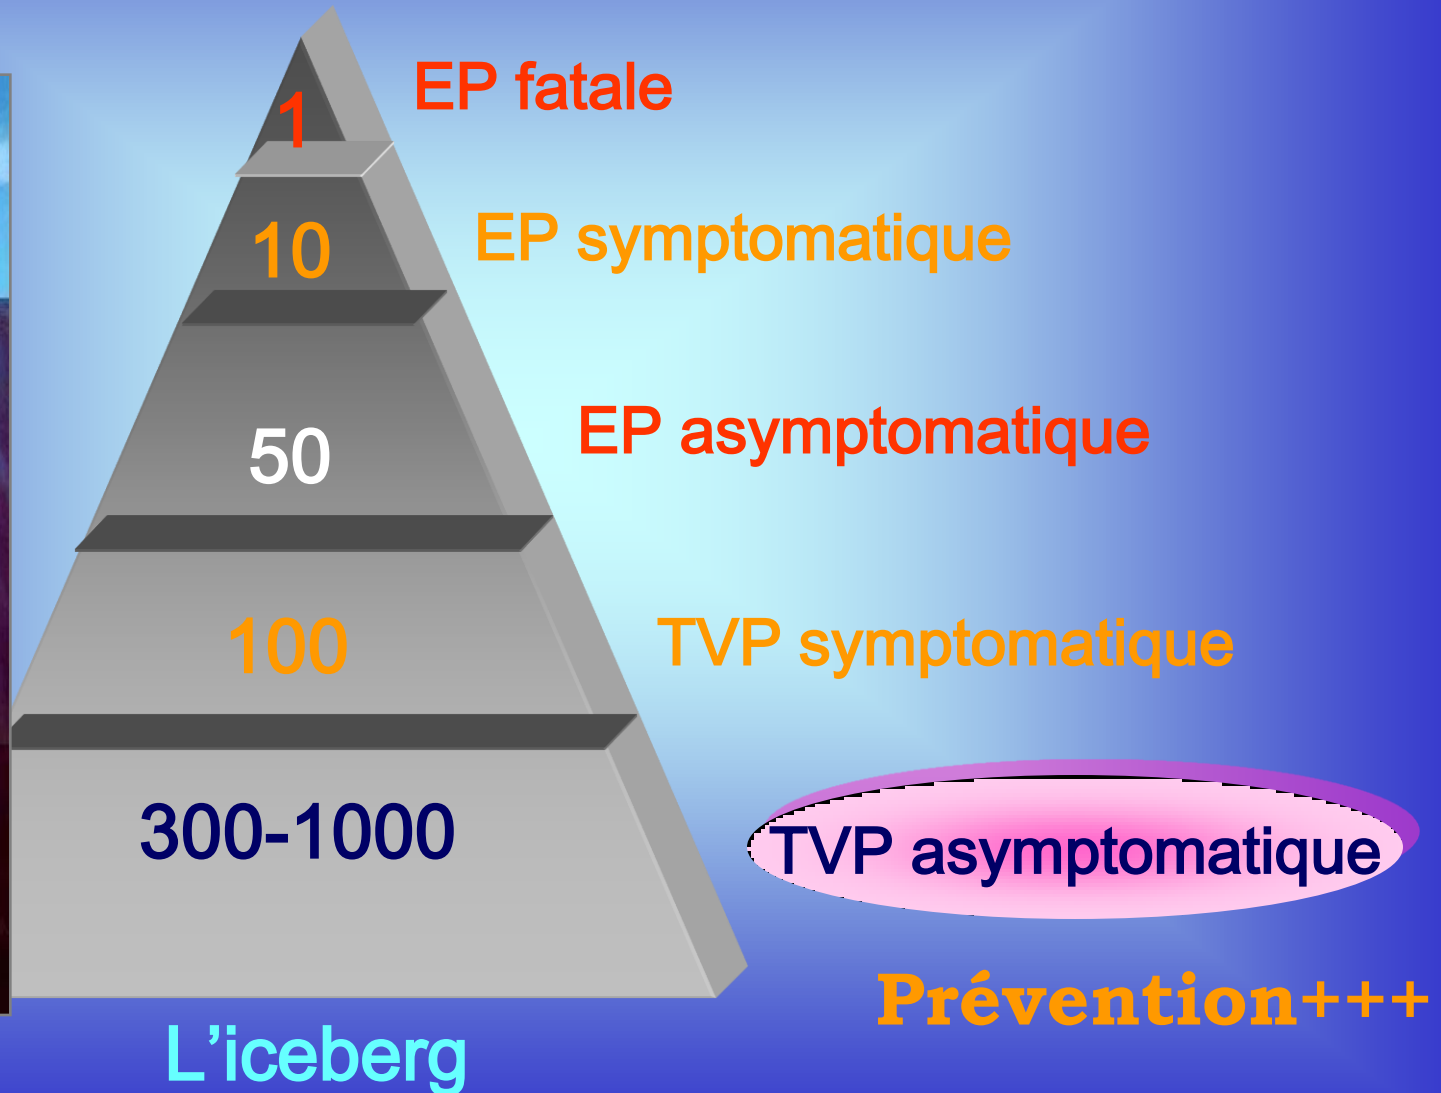 1 EP fatale
10 EP symptomatique
50 EP asymptomatique
100 TVP symptomatique
300-1000 TVP asymptomatique
Prévention+++
L’iceberg